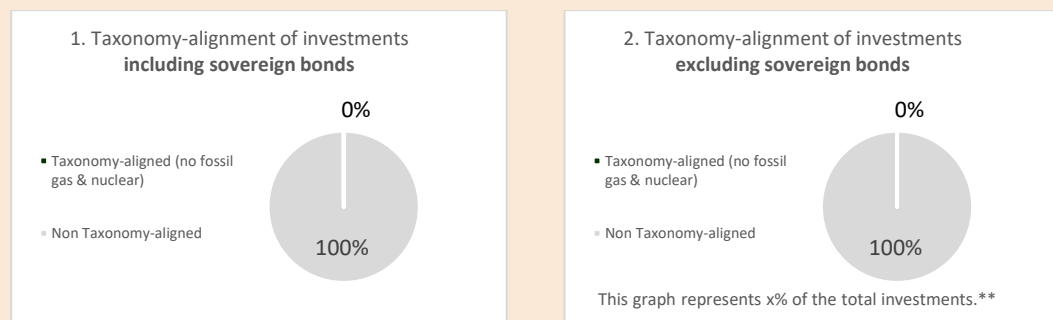 1. Taxonomy-alignment of investments
including sovereign bonds
0%
Taxonomy-aligned (no fossil
gas & nuclear)
Non Taxonomy-aligned
100%
2. Taxonomy-alignment of investments
excluding sovereign bonds
0%
Taxonomy-aligned (no fossil
gas & nuclear)
Non Taxonomy-aligned
100%
This graph represents x% of the total investments.**